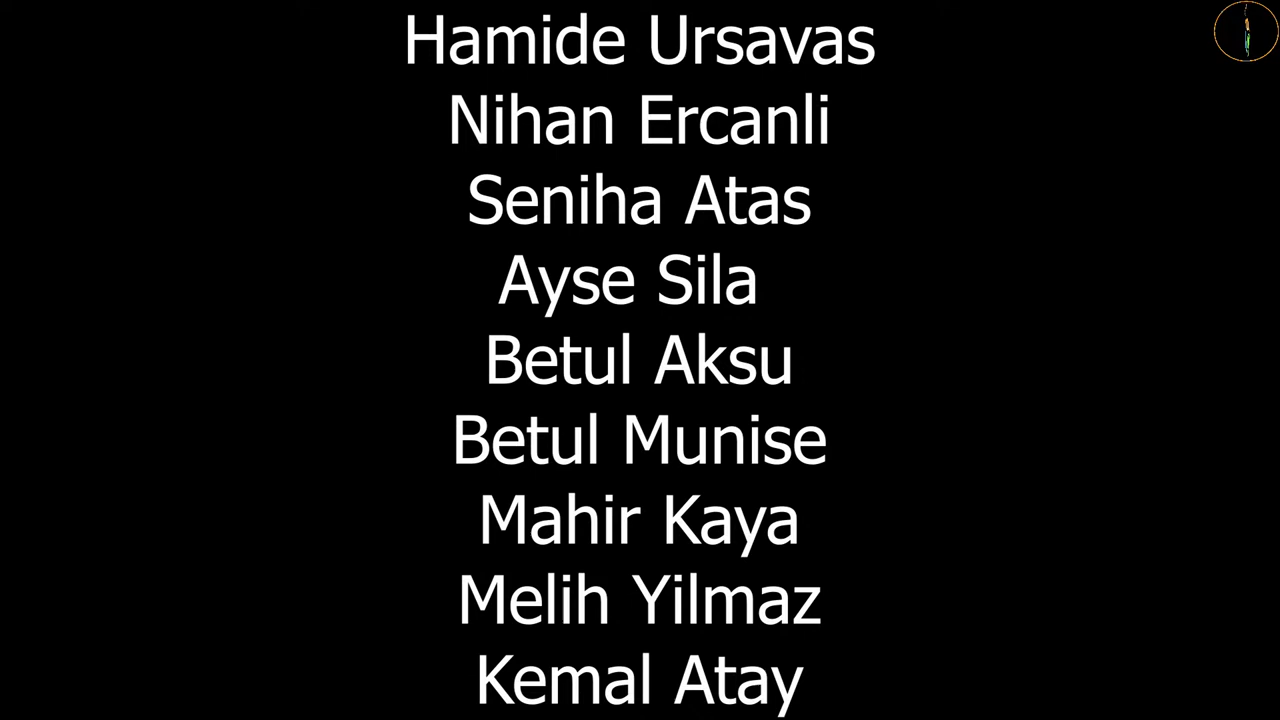 Hamide Ursavas
Nihan Ercanli
Seniha Atas
Ayse Sila
Betul Aksu
Betul Munise
Mahir Kaya
Melih Yilmaz
Kemal Atay